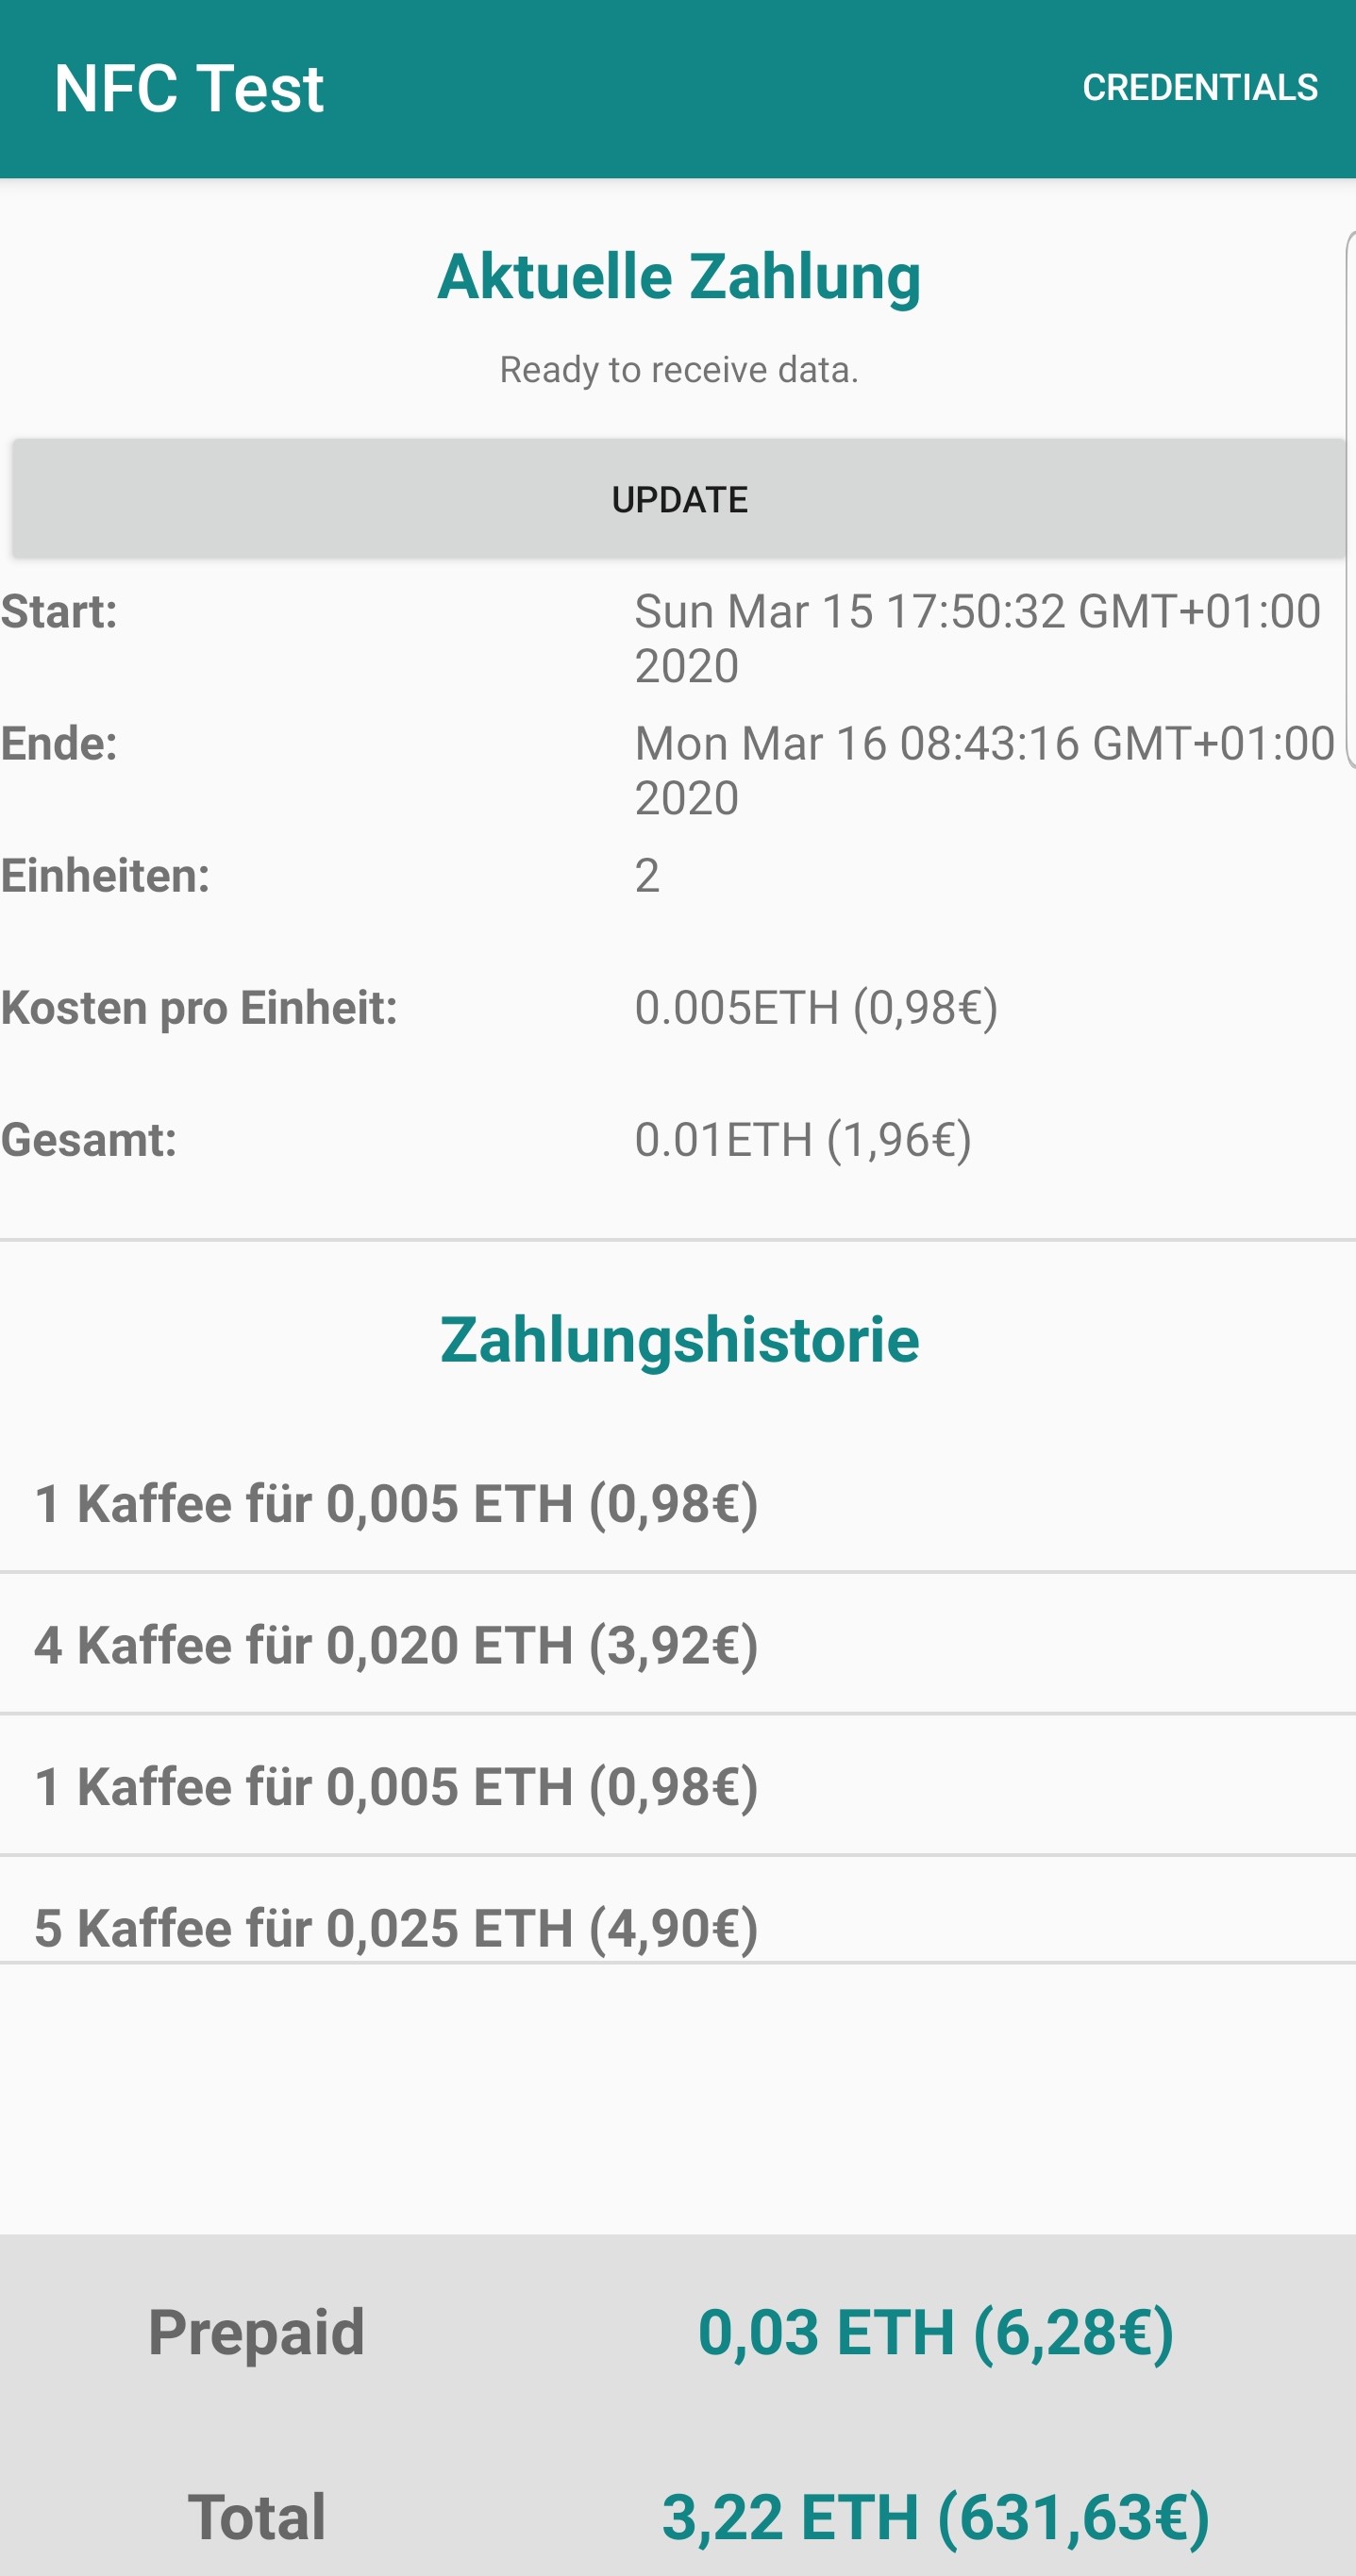 NFC Test
CREDENTIALS
Aktuelle Zahlung
Ready to receive data.
UPDATE
Start:
Sun Mar 15 17:50:32 GMT+01:00
2020
Ende:
Mon Mar 16 08:43:16 GMT+01:00
2020
Einheiten:
2
Kosten pro Einheit:
0.005ETH (0,98€)
Gesamt:
0.01ETH (1,96€)
Zahlungshistorie
1 Kaffee für 0,005 ETH (0,98€)
4 Kaffee für 0,020 ETH (3,92€)
1 Kaffee für 0,005 ETH (0,98€)
5 Kaffee für 0,025 ETH (4,90€)
Prepaid
0,03 ETH (6,28€)
Total
3,22 ETH (631,63€)